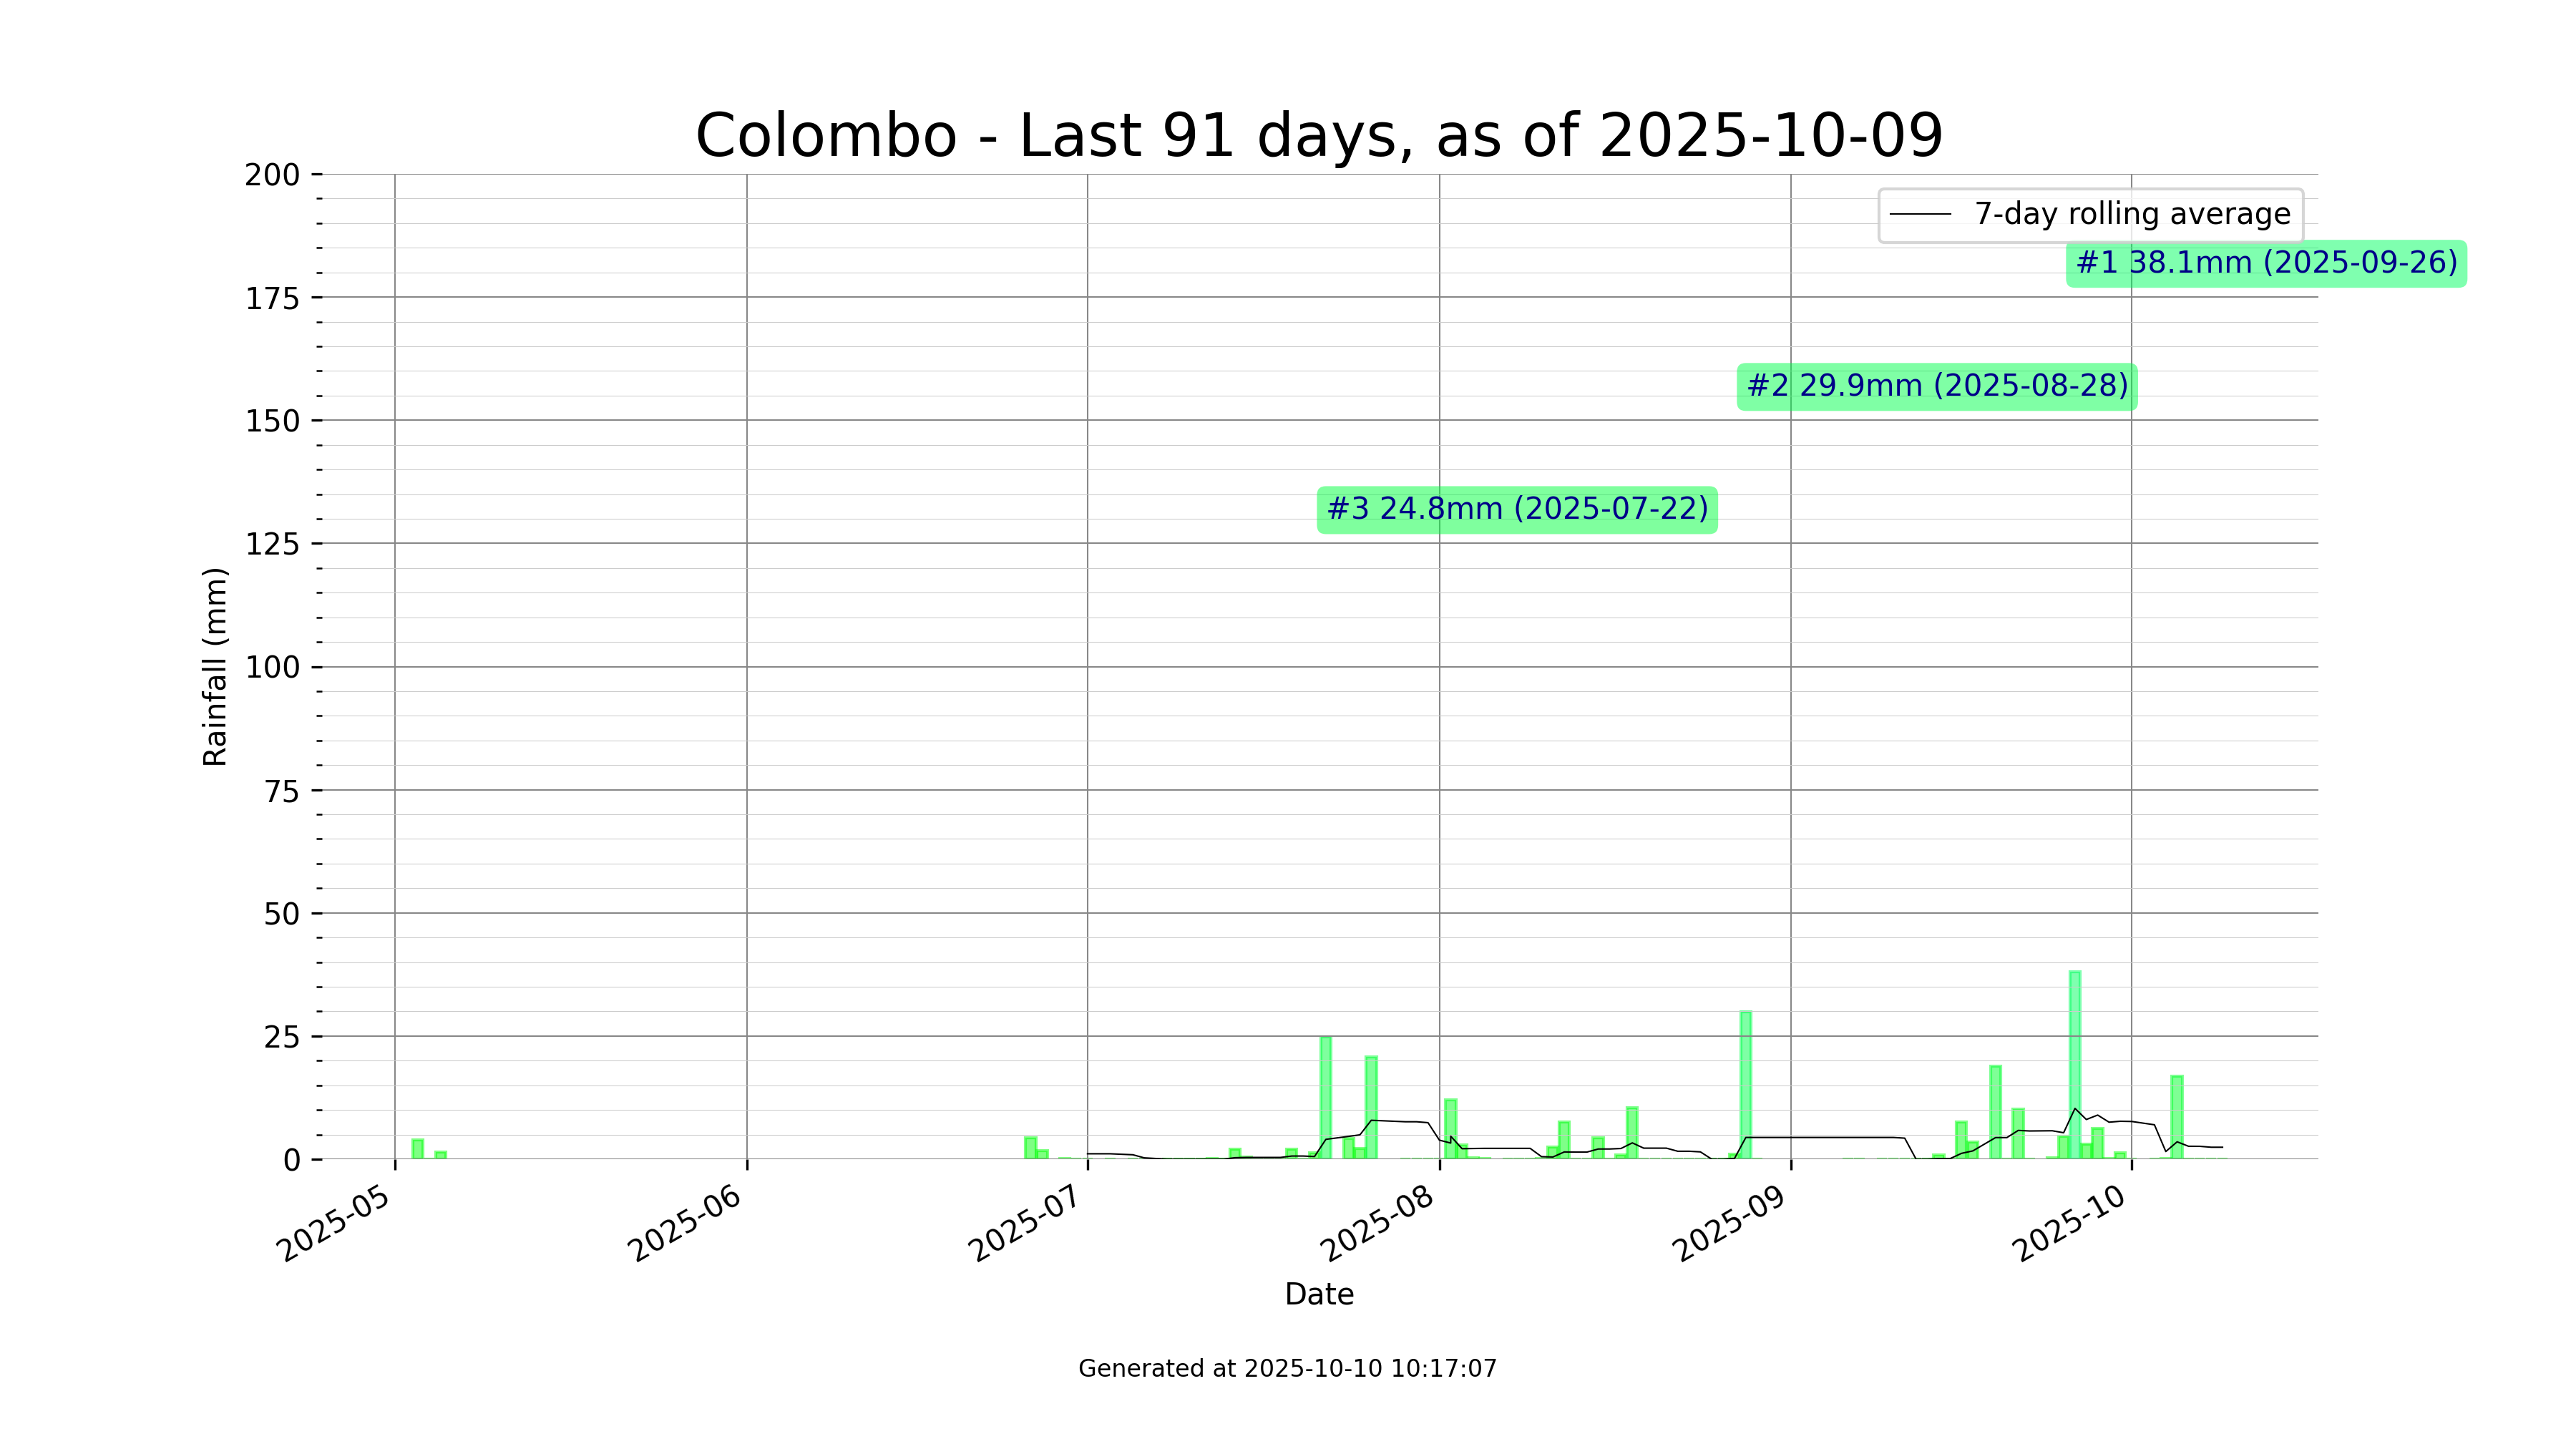 Colombo - Last 91 days, as of 2025-10-09
200
175
150
125
100
75
50
25
0
Rainfall (mm)
7-day rolling average
#1 38.1mm (2025-09-26)
#2 29.9mm (2025-08-28)
#3 24.8mm (2025-07-22)
2025-05
2025-06
2025-07
2025-08
2025-09
2025-10
Date
Generated at 2025-10-10 10:17:07